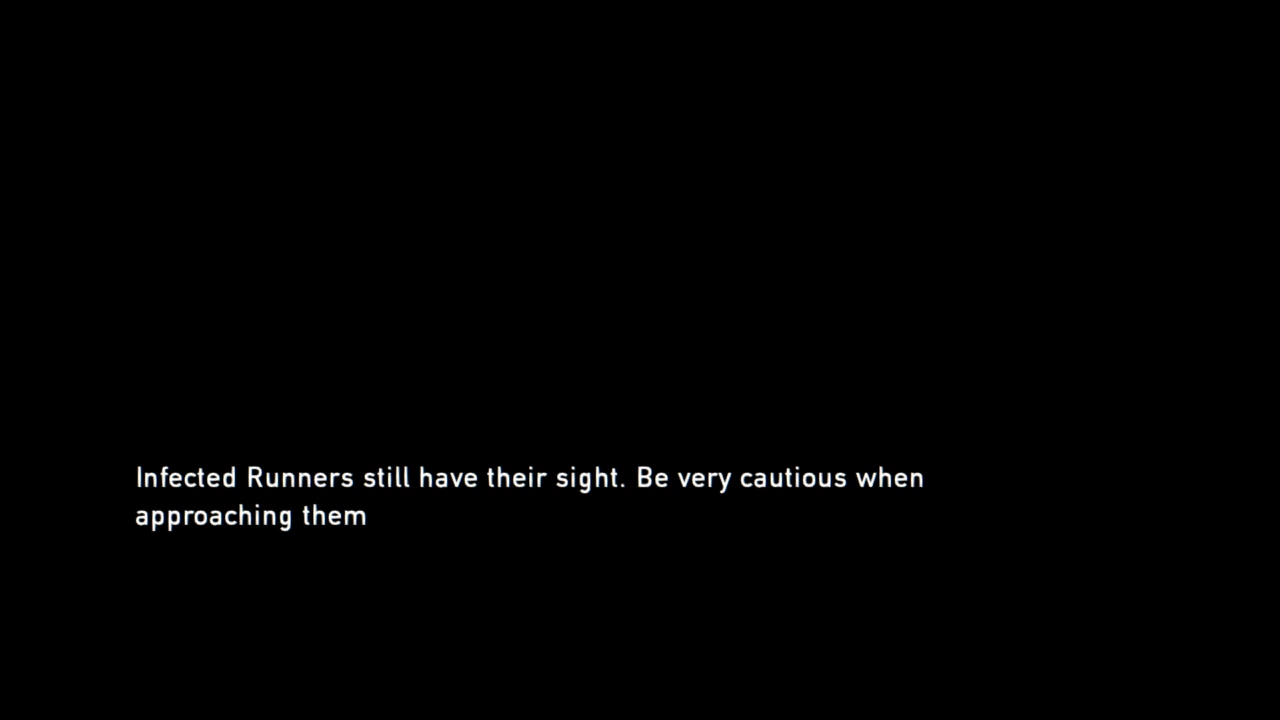 Infected Runners still have their sight. Be very cautious when
approaching them